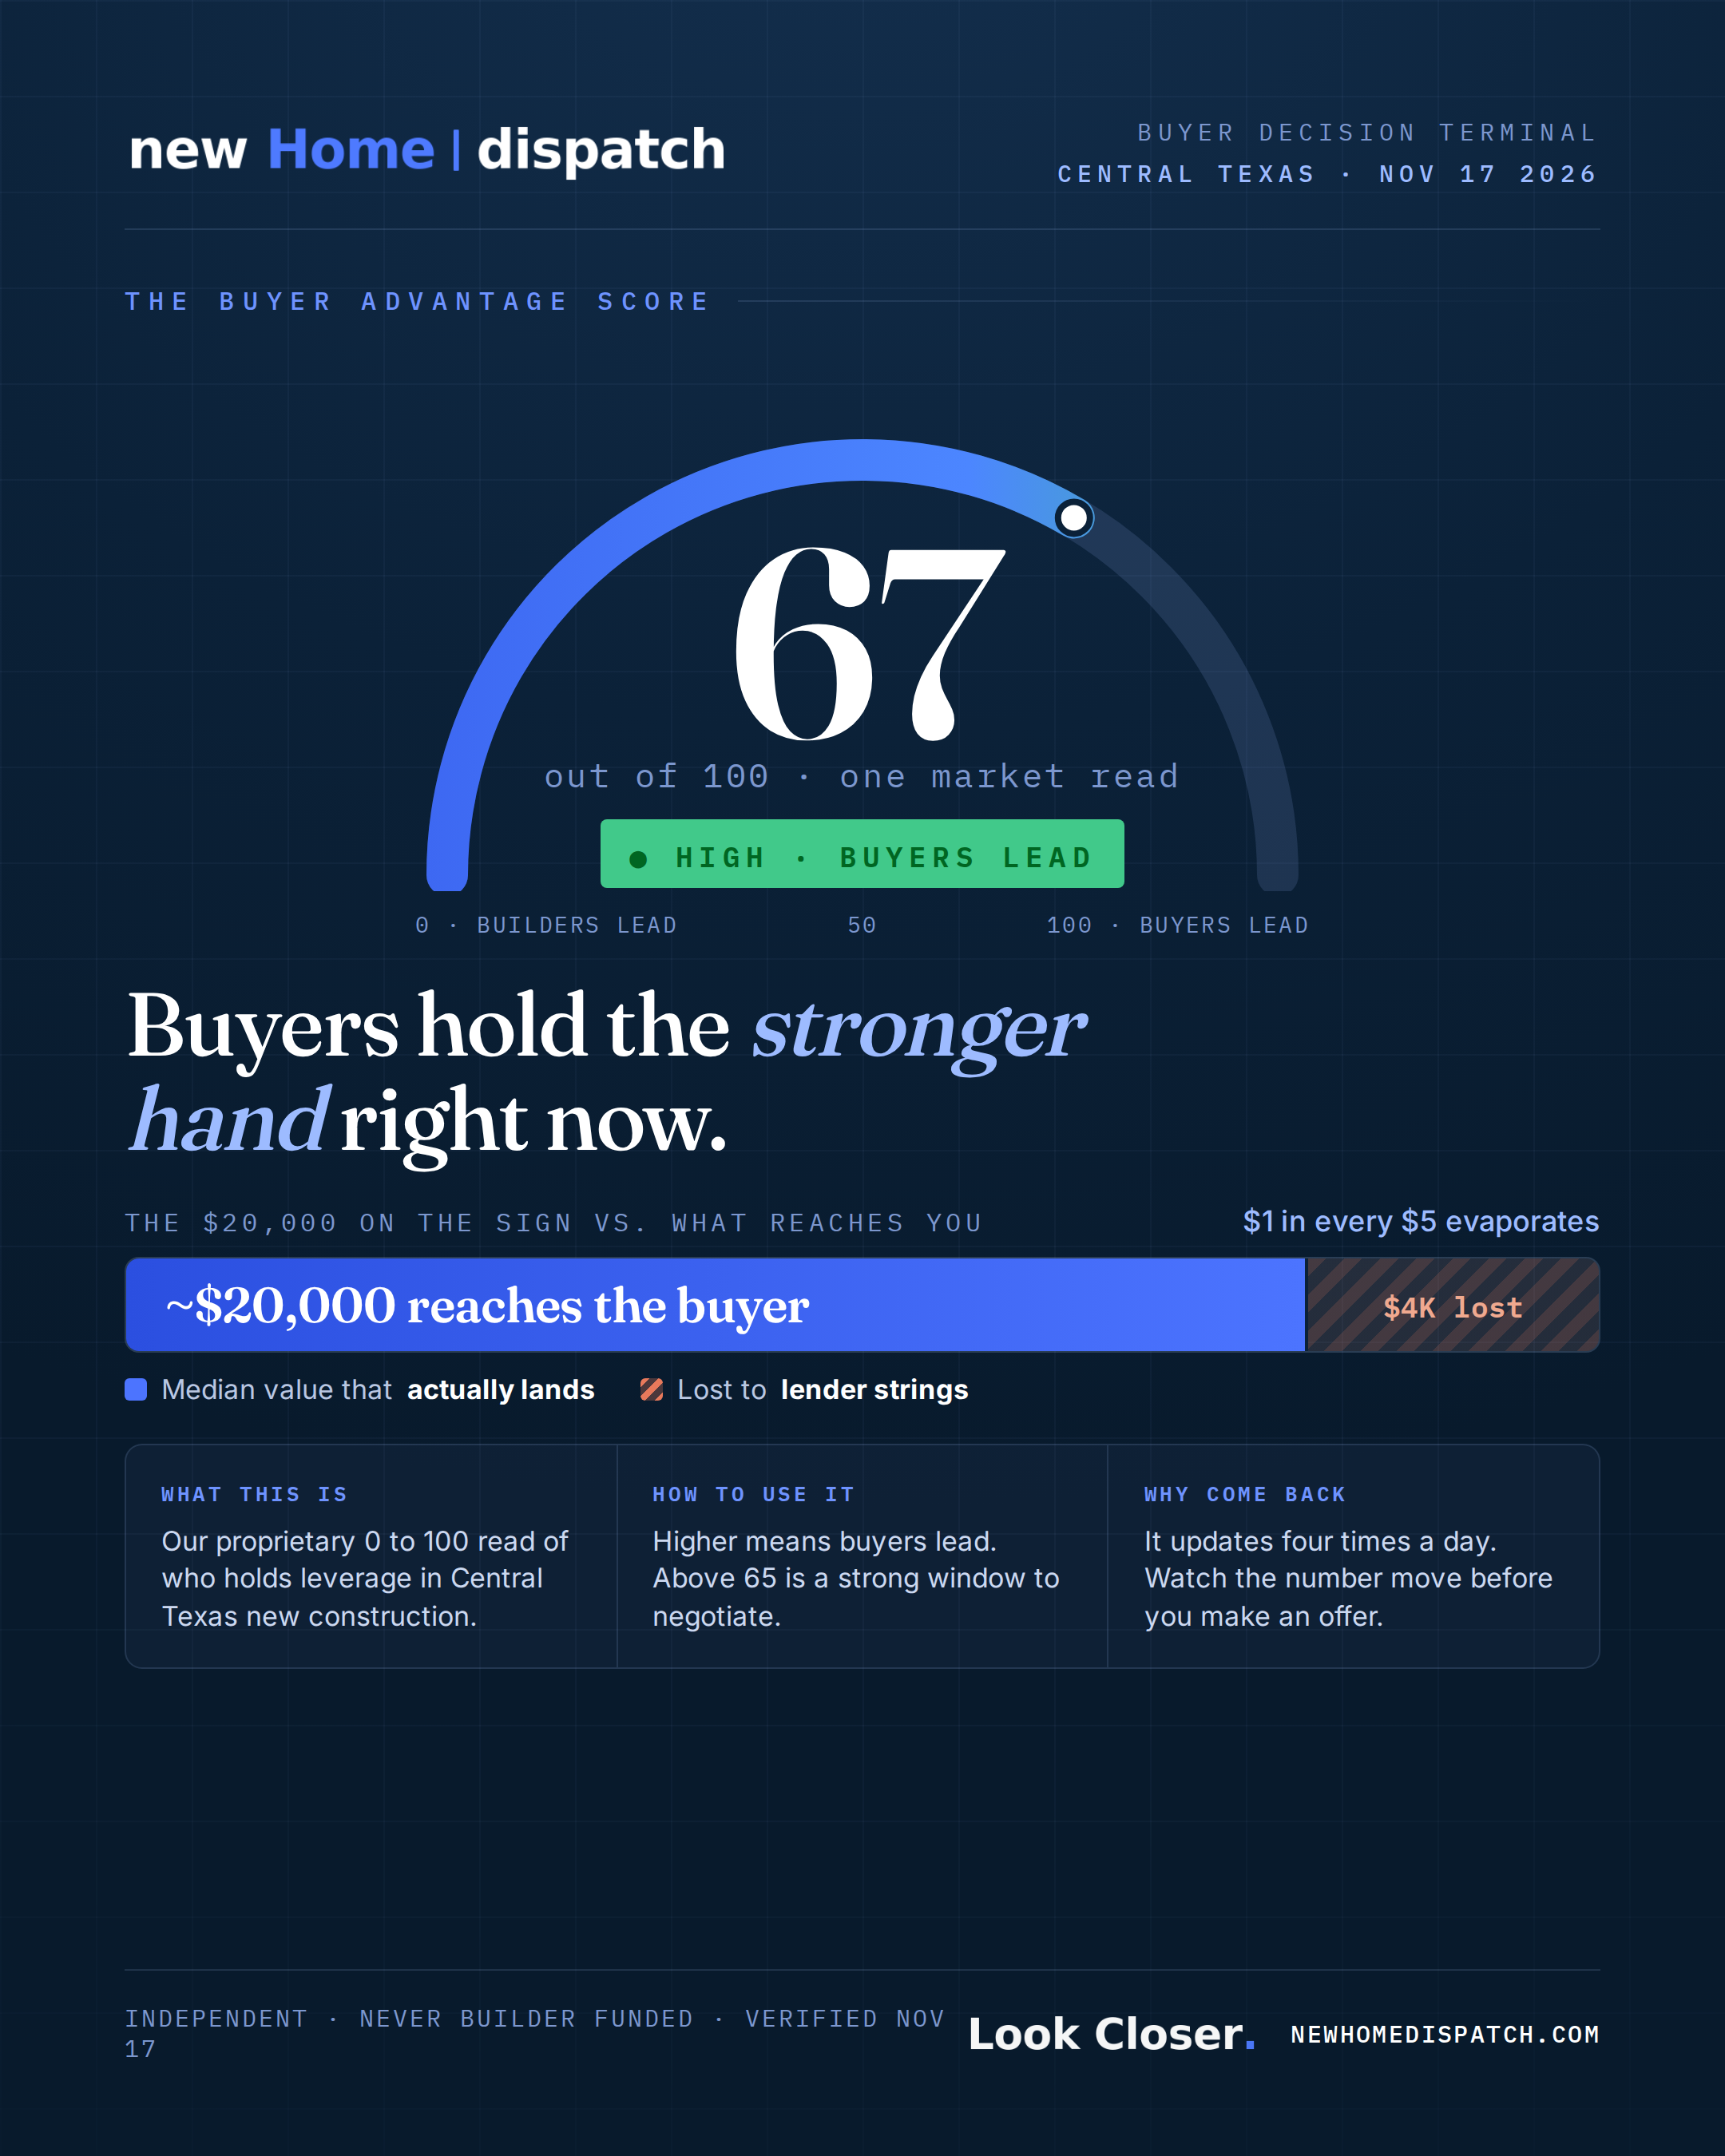 new Home | dispatch
BUYER DECISION TERMINAL
CENTRAL TEXAS · NOV 17 2026
THE BUYER ADVANTAGE SCORE
67
out of 100 · one market read
● HIGH · BUYERS LEAD
0 · BUILDERS LEAD
50
100 · BUYERS LEAD
Buyers hold the stronger
hand right now.
THE $20,000 ON THE SIGN VS. WHAT REACHES YOU
$1 in every $5 evaporates
~$20,000 reaches the buyer
$4K lost
Median value that actually lands
Lost to lender strings
WHAT THIS IS
Our proprietary 0 to 100 read of
who holds leverage in Central
Texas new construction.
HOW TO USE IT
Higher means buyers lead.
Above 65 is a strong window to
negotiate.
WHY COME BACK
It updates four times a day.
Watch the number move before
you make an offer.
INDEPENDENT · NEVER BUILDER FUNDED · VERIFIED NOV
17
Look Closer.
NEWHOMEDISPATCH.COM